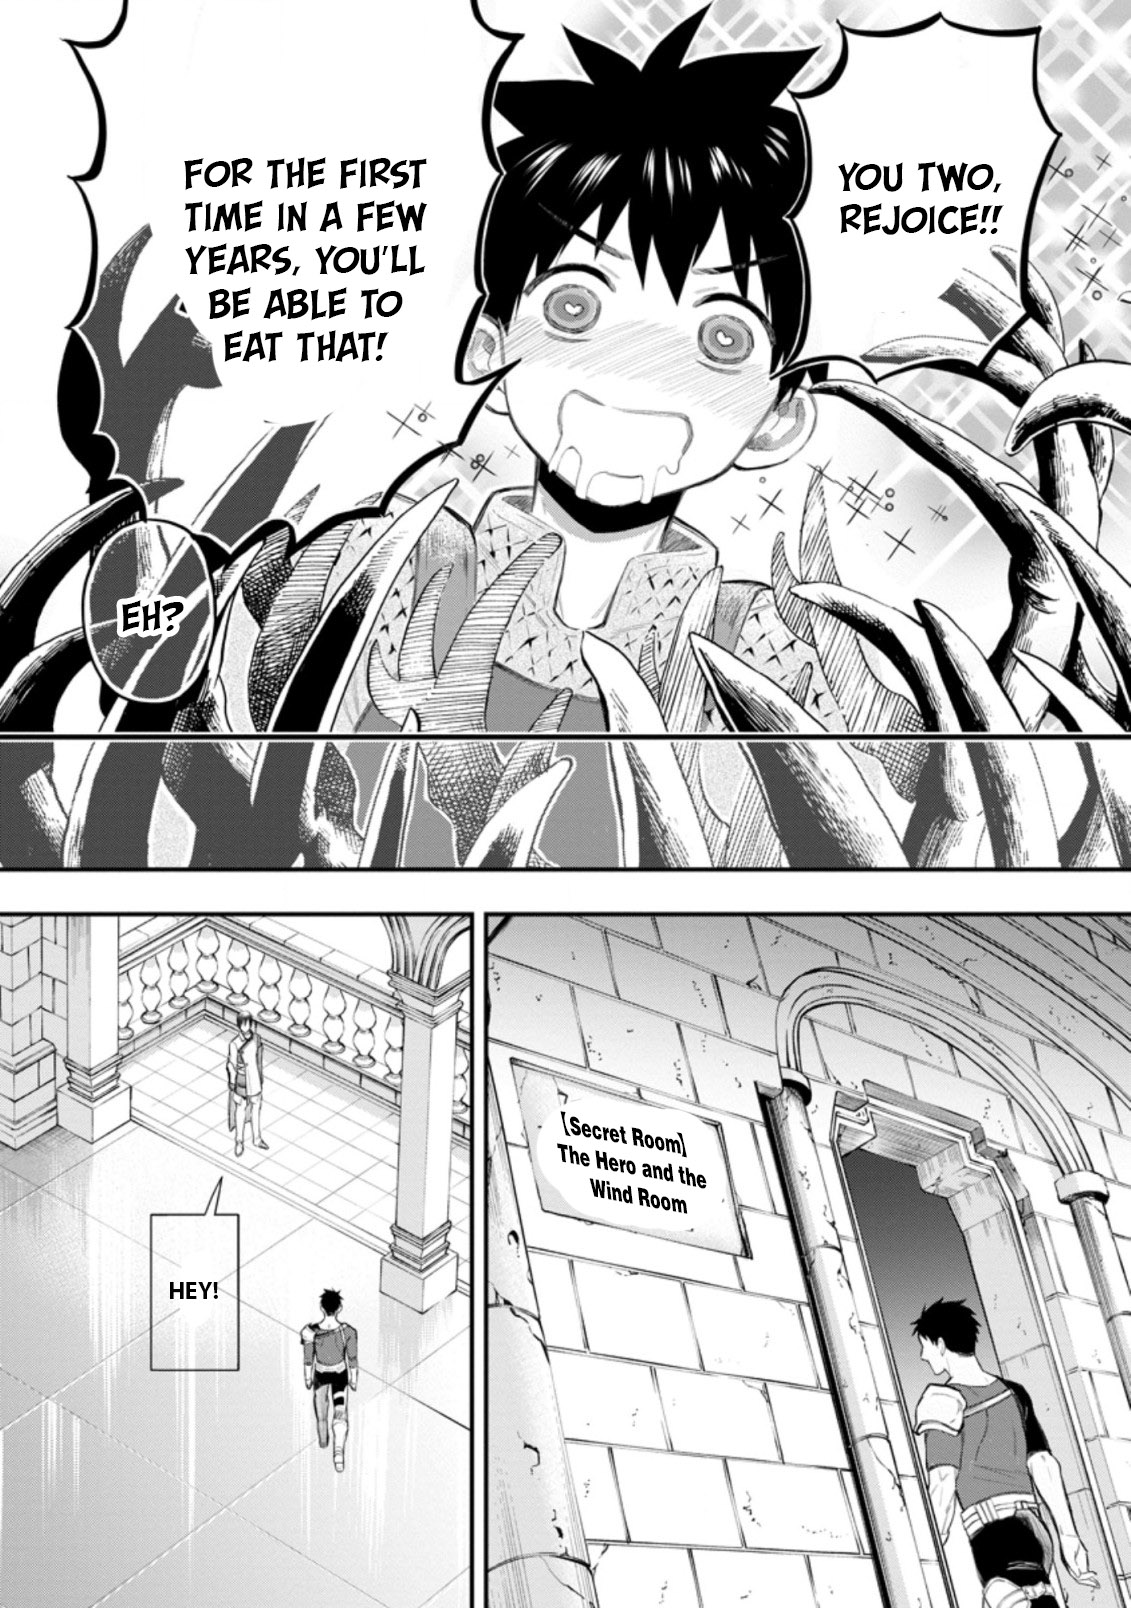 YOU TWO,
REJOICE!!
FOR THE FIRST
TIME IN A FEW
YEARS, YOU'LL
BE ABLE TO
EAT THAT!
EH?
【Secret Room】
The Hero and the
Wind Room
HEY!